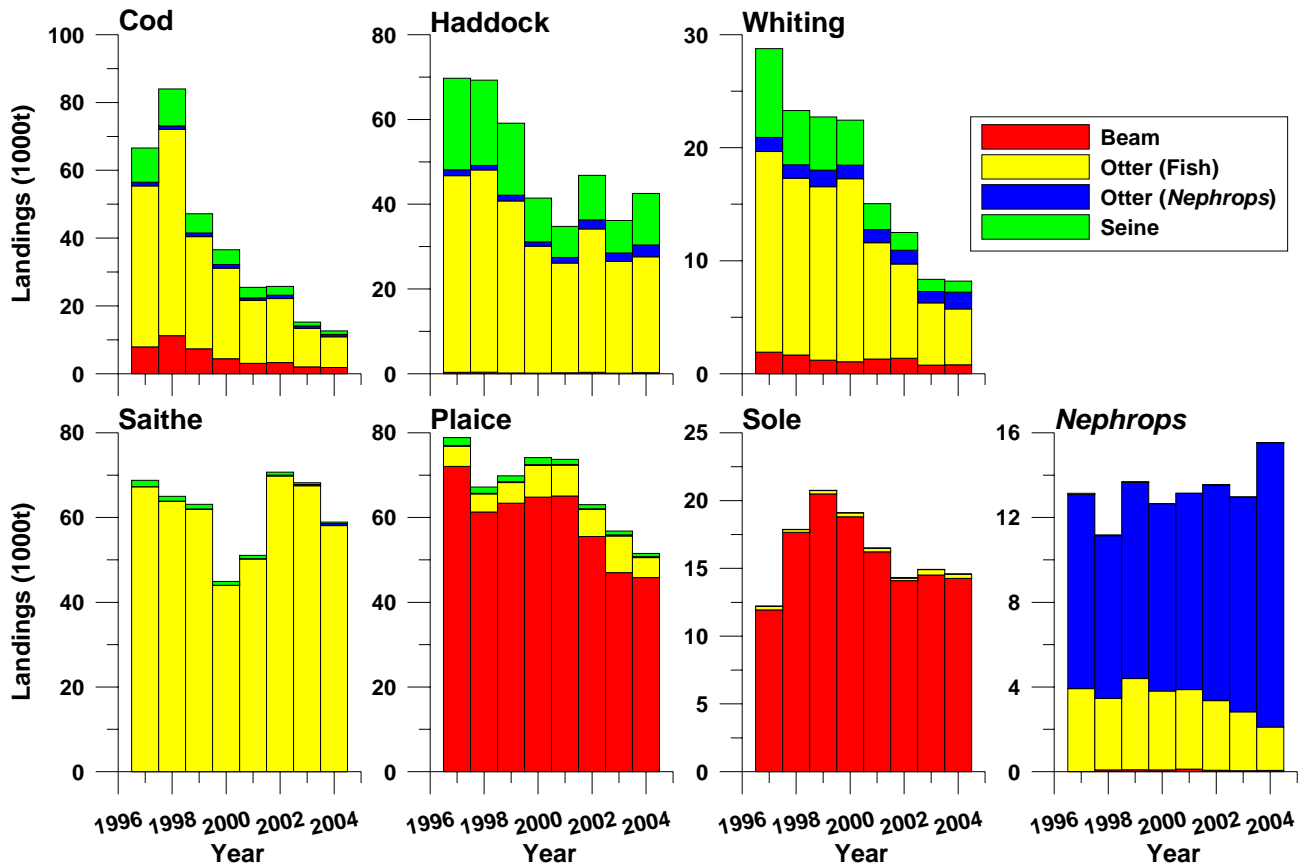 Cod
Haddock
Whiting
Landings (1000t)
100
80
60
40
20
0
80
60
40
20
0
30
20
10
0
Beam
Otter (Fish)
Otter (Nephrops)
Seine
Saithe
Plaice
Sole
Nephrops
Landings (1000t)
80
60
40
20
0
80
60
40
20
0
25
20
15
10
5
0
16
12
8
4
0
1996 1998 2000 2002 2004
1996 1998 2000 2002 2004
1996 1998 2000 2002 2004
1996 1998 2000 2002 2004
Year
Year
Year
Year